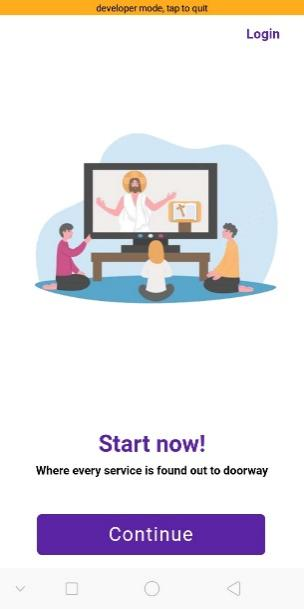 developer mode, tap to quit
Login
Start now!
Where every service is found out to doorway
Continue